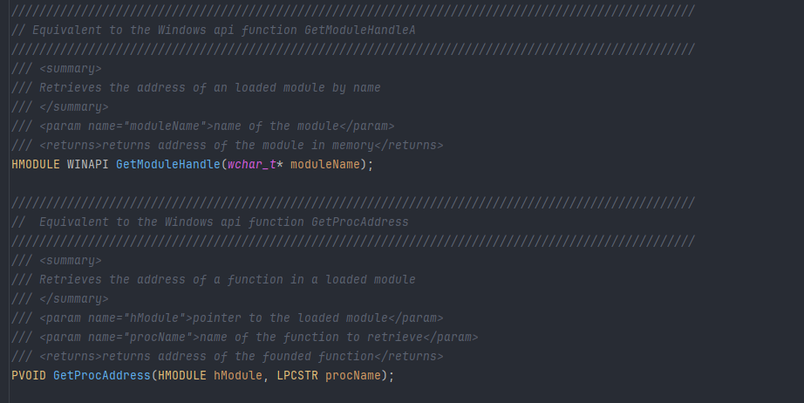 //////////////////////////////////////////////////////////////////////////////////////////////////
// Equivalent to the Windows api function GetModuleHandleA
//////////////////////////////////////////////////////////////////////////////////////////////////
/// <summary>
/// Retrieves the address of an loaded module by name
/// </summary>
/// <param name="moduleName">name of the module</param>
/// <returns>returns address of the module in memory</returns>
HMODULE WINAPI GetModuleHandle(wchar_t* moduleName);
//////////////////////////////////////////////////////////////////////////////////////////////////
//  Equivalent to the Windows api function GetProcAddress
//////////////////////////////////////////////////////////////////////////////////////////////////
/// <summary>
/// Retrieves the address of a function in a loaded module
/// </summary>
/// <param name="hModule">pointer to the loaded module</param>
/// <param name="procName">name of the function to retrieve</param>
/// <returns>returns address of the founded function</returns>
PVOID GetProcAddress(HMODULE hModule, LPCSTR procName);